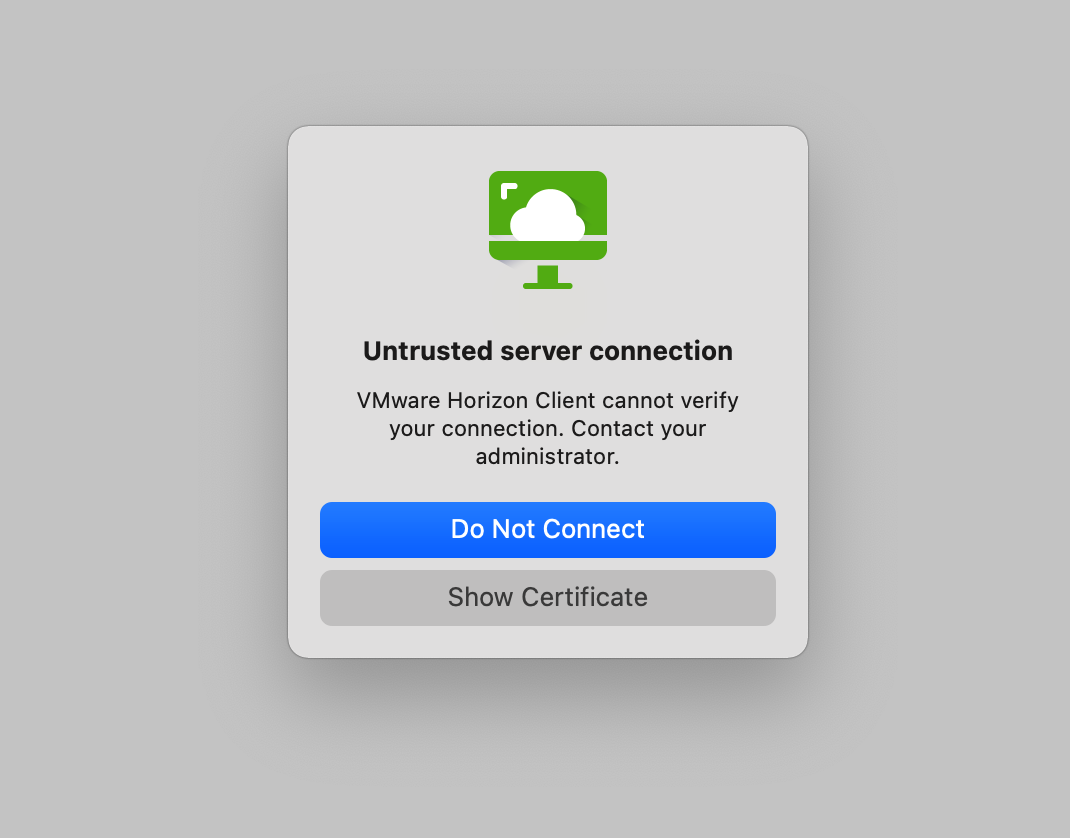 Untrusted server connection
VMware Horizon Client cannot verify
your connection. Contact your
administrator.
Do Not Connect
Show Certificate